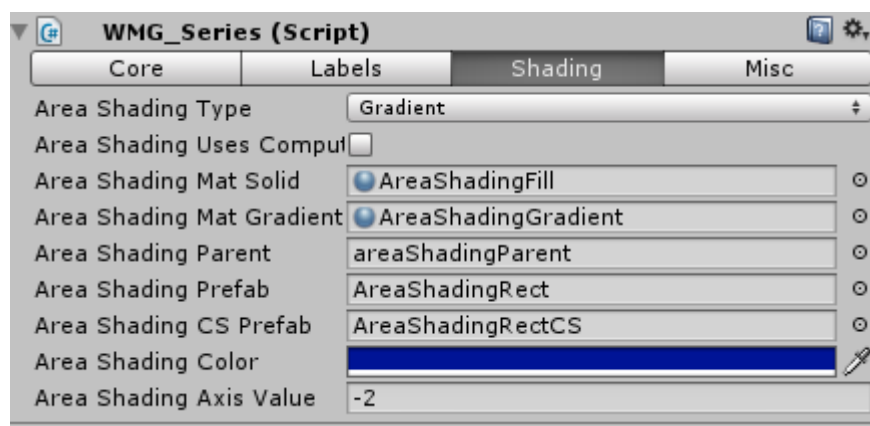 WMG_Series (Script)
Core Labels Shading Misc
Area Shading Type Gradient
Area Shading Uses Comput
Area Shading Mat Solid AreaShadingFill
Area Shading Mat Gradient AreaShadingGradient
Area Shading Parent areaShadingParent
Area Shading Prefab AreaShadingRect
Area Shading CS Prefab AreaShadingRectCS
Area Shading Color
Area Shading Axis Value -2